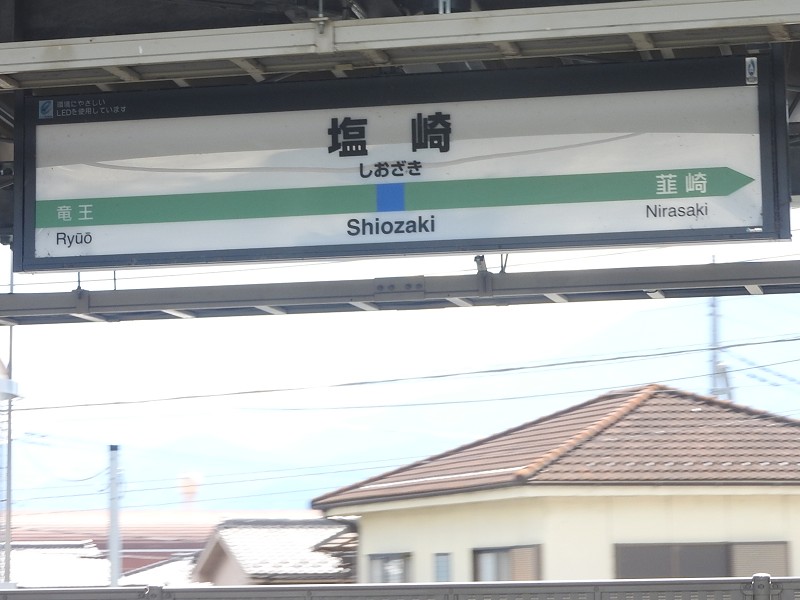 環境にやさしい
LEDを使用しています
塩崎
しおざき
竜王
韮崎
Ryūō
Shiozaki
Nirasaki